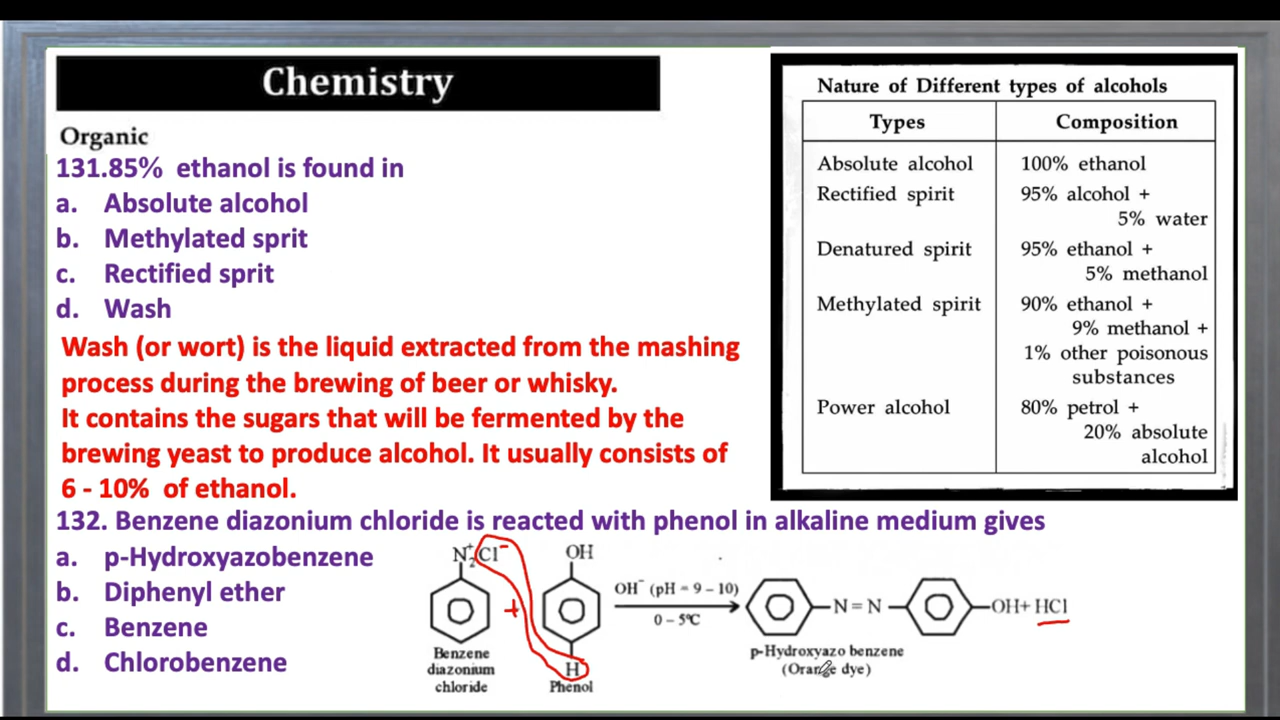 Chemistry
Organic
131.85% ethanol is found in
a. Absolute alcohol
b. Methylated sprit
c. Rectified sprit
d. Wash
Wash (or wort) is the liquid extracted from the mashing
process during the brewing of beer or whisky.
It contains the sugars that will be fermented by the
brewing yeast to produce alcohol. It usually consists of
6 - 10% of ethanol.
Nature of Different types of alcohols
Types Composition
Absolute alcohol 100% ethanol
Rectified spirit 95% alcohol +
5% water
Denatured spirit 95% ethanol +
5% methanol
Methylated spirit 90% ethanol +
9% methanol +
1% other poisonous
substances
Power alcohol 80% petrol +
20% absolute
alcohol
132. Benzene diazonium chloride is reacted with phenol in alkaline medium gives
a. p-Hydroxyazobenzene
b. Diphenyl ether
c. Benzene
d. Chlorobenzene
N₂⁺Cl⁻ OH
+
OH⁻ (pH = 9 – 10)
0 – 5°C
N = N OH + HCl
H
Benzene
diazonium
chloride
Phenol
p-Hydroxyazo benzene
(Orange dye)